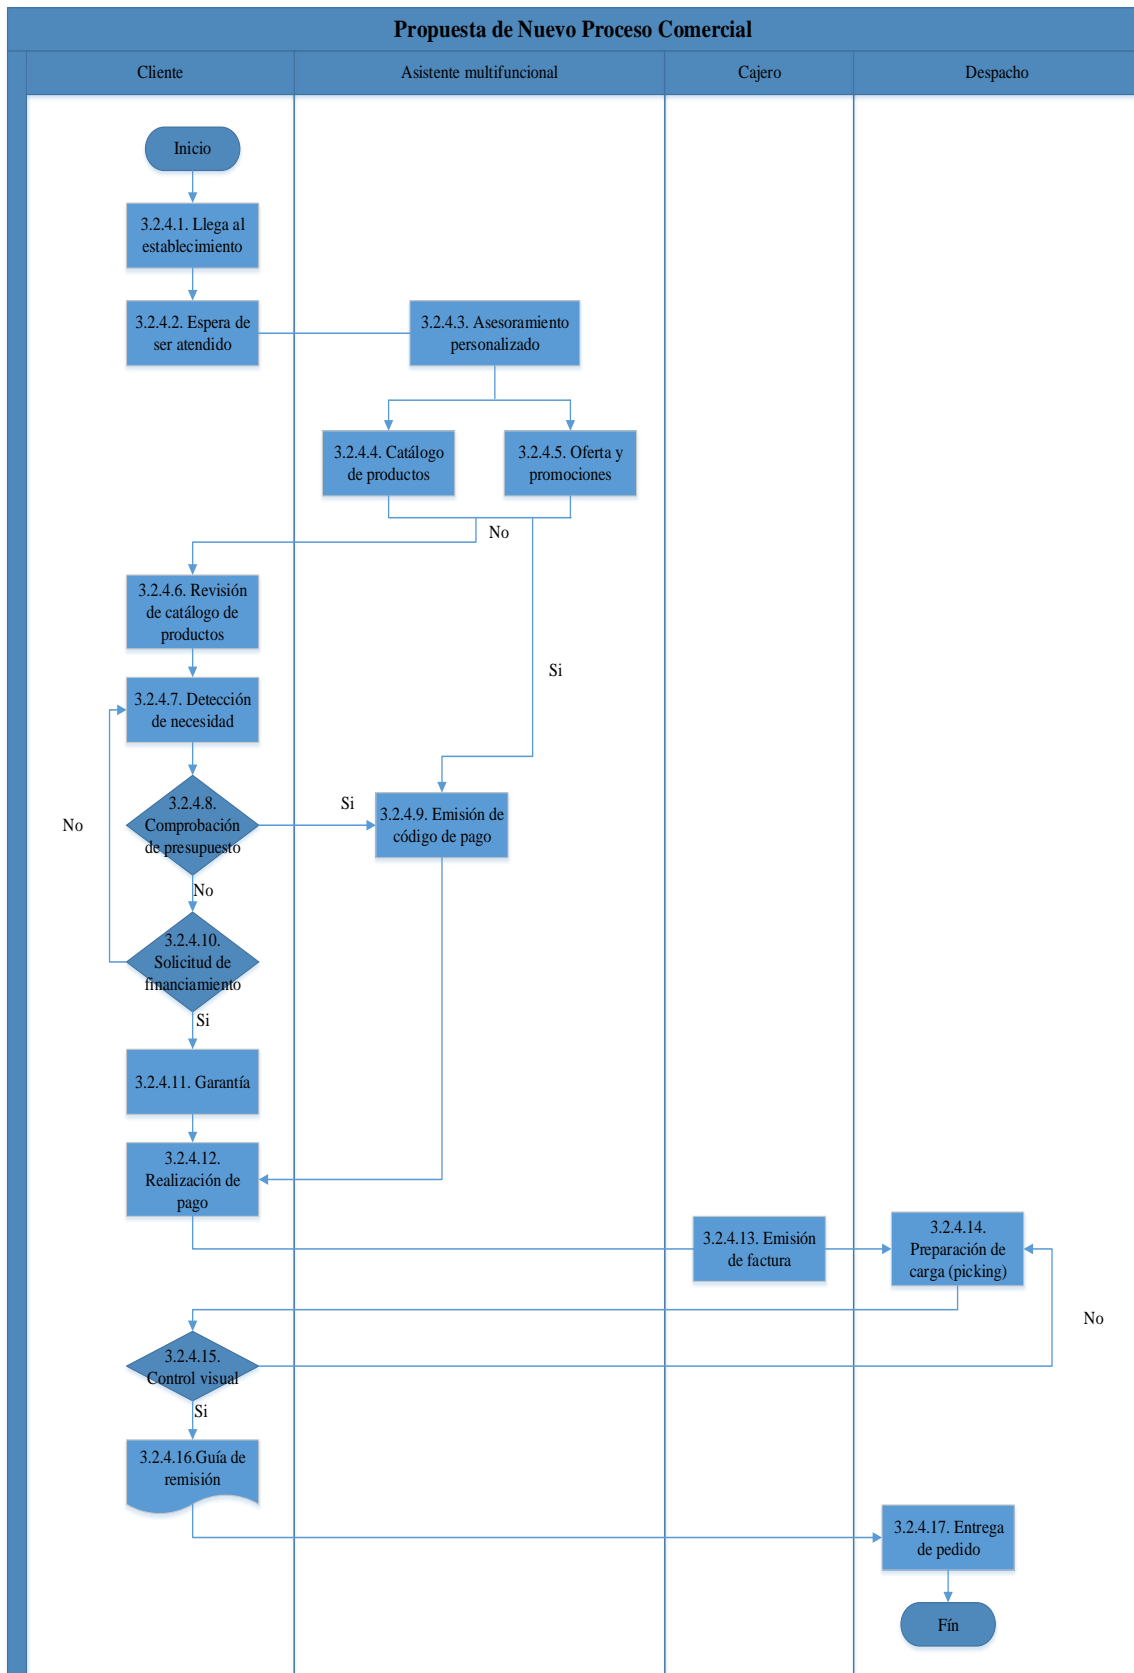 Propuesta de Nuevo Proceso Comercial
Cliente
Asistente multifuncional
Cajero
Despacho
Inicio
3.2.4.1. Llega al
establecimiento
3.2.4.2. Espera de
ser atendido
3.2.4.3. Asesoramiento
personalizado
3.2.4.4. Catálogo
de productos
3.2.4.5. Oferta y
promociones
No
3.2.4.6. Revisión
de catálogo de
productos
Si
3.2.4.7. Detección
de necesidad
3.2.4.8.
Comprobación
de presupuesto
Si
3.2.4.9. Emisión de
código de pago
No
No
3.2.4.10.
Solicitud de
financiamiento
Si
3.2.4.11. Garantía
3.2.4.12.
Realización de
pago
3.2.4.13. Emisión
de factura
3.2.4.14.
Preparación de
carga (picking)
No
3.2.4.15.
Control visual
Si
3.2.4.16.Guía de
remisión
3.2.4.17. Entrega
de pedido
Fín